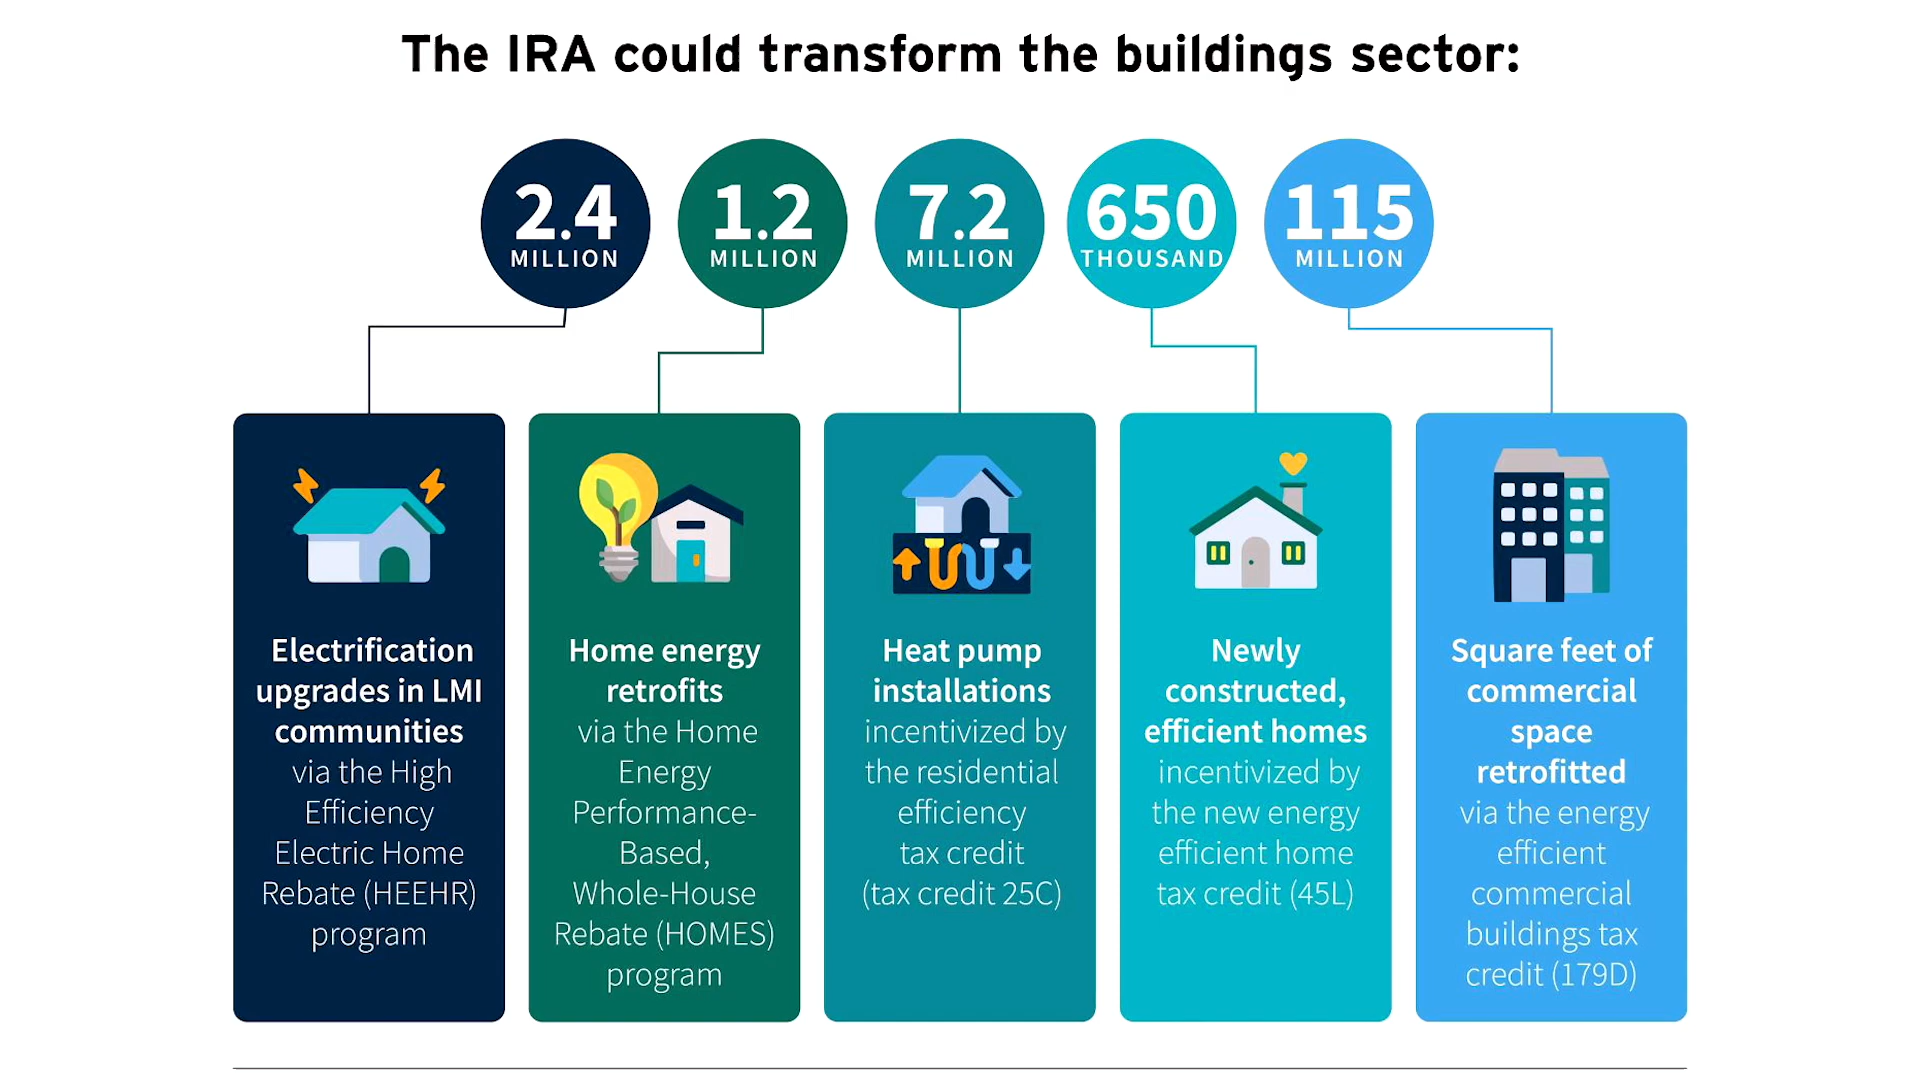 The IRA could transform the buildings sector:
2.4
MILLION
1.2
MILLION
7.2
MILLION
650
THOUSAND
115
MILLION
Electrification
upgrades in LMI
communities
via the High
Efficiency
Electric Home
Rebate (HEEHR)
program
Home energy
retrofits
via the Home
Energy
Performance-
Based,
Whole-House
Rebate (HOMES)
program
Heat pump
installations
incentivized by
the residential
efficiency
tax credit
(tax credit 25C)
Newly
constructed,
efficient homes
incentivized by
the new energy
efficient home
tax credit (45L)
Square feet of
commercial
space
retrofitted
via the energy
efficient
commercial
buildings tax
credit (179D)